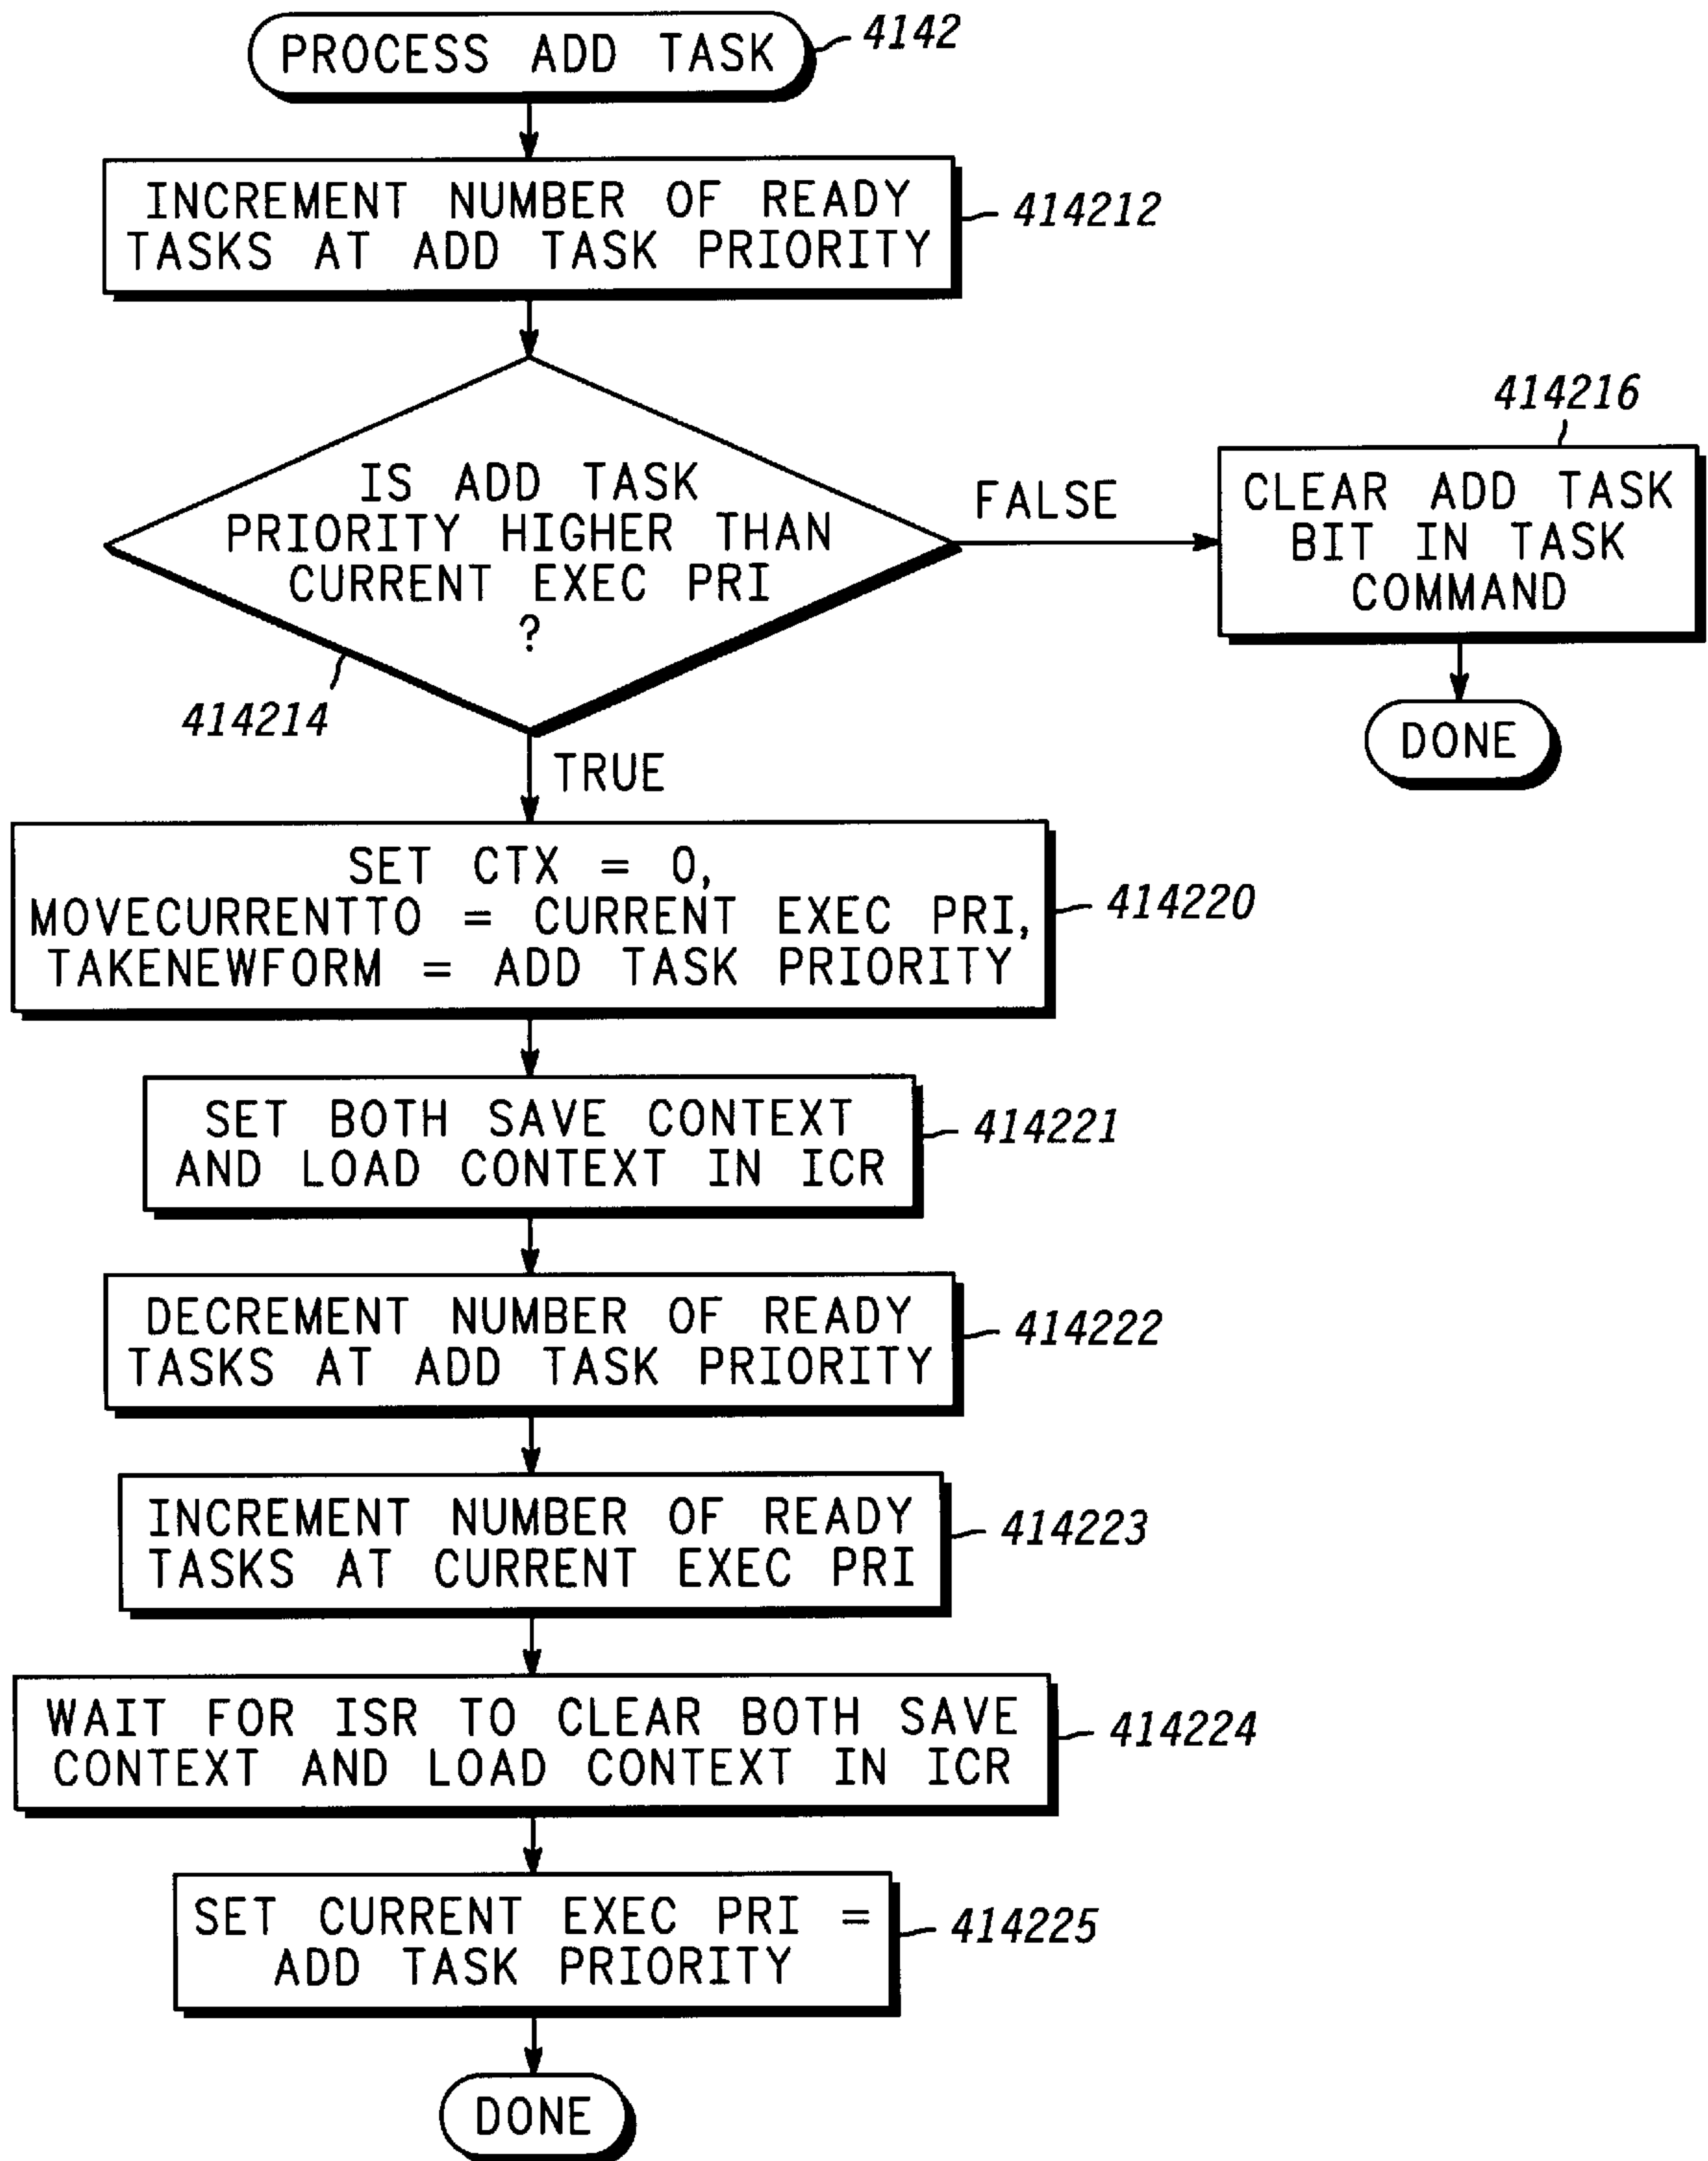 PROCESS ADD TASK
4142
INCREMENT NUMBER OF READY
TASKS AT ADD TASK PRIORITY
414212
IS ADD TASK
PRIORITY HIGHER THAN
CURRENT EXEC PRI
?
414214
FALSE
414216
CLEAR ADD TASK
BIT IN TASK
COMMAND
DONE
TRUE
SET CTX = 0,
MOVECURRENTTO = CURRENT EXEC PRI,
TAKENEWFORM = ADD TASK PRIORITY
414220
SET BOTH SAVE CONTEXT
AND LOAD CONTEXT IN ICR
414221
DECREMENT NUMBER OF READY
TASKS AT ADD TASK PRIORITY
414222
INCREMENT NUMBER OF READY
TASKS AT CURRENT EXEC PRI
414223
WAIT FOR ISR TO CLEAR BOTH SAVE
CONTEXT AND LOAD CONTEXT IN ICR
414224
SET CURRENT EXEC PRI =
ADD TASK PRIORITY
414225
DONE